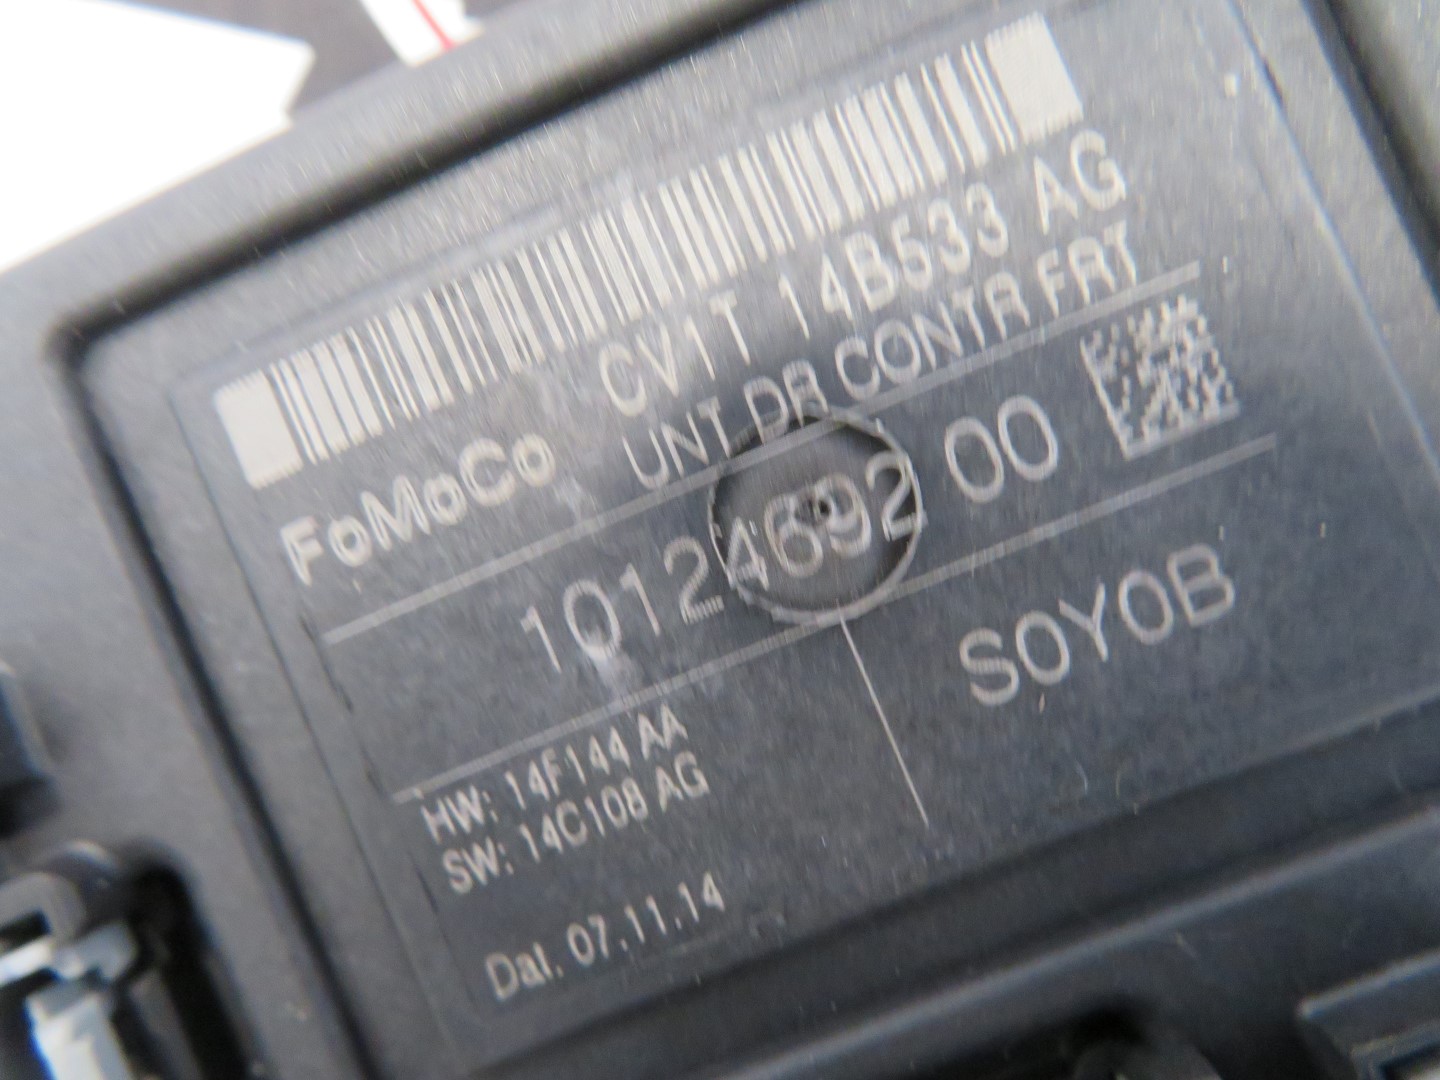 CV1T 14B533 AG
FoMoCo UNT DR CONTR FRT
10124692 00
HW: 14F144 AA
SW: 14C108 AG
S0Y0B
Dat. 07.11.14